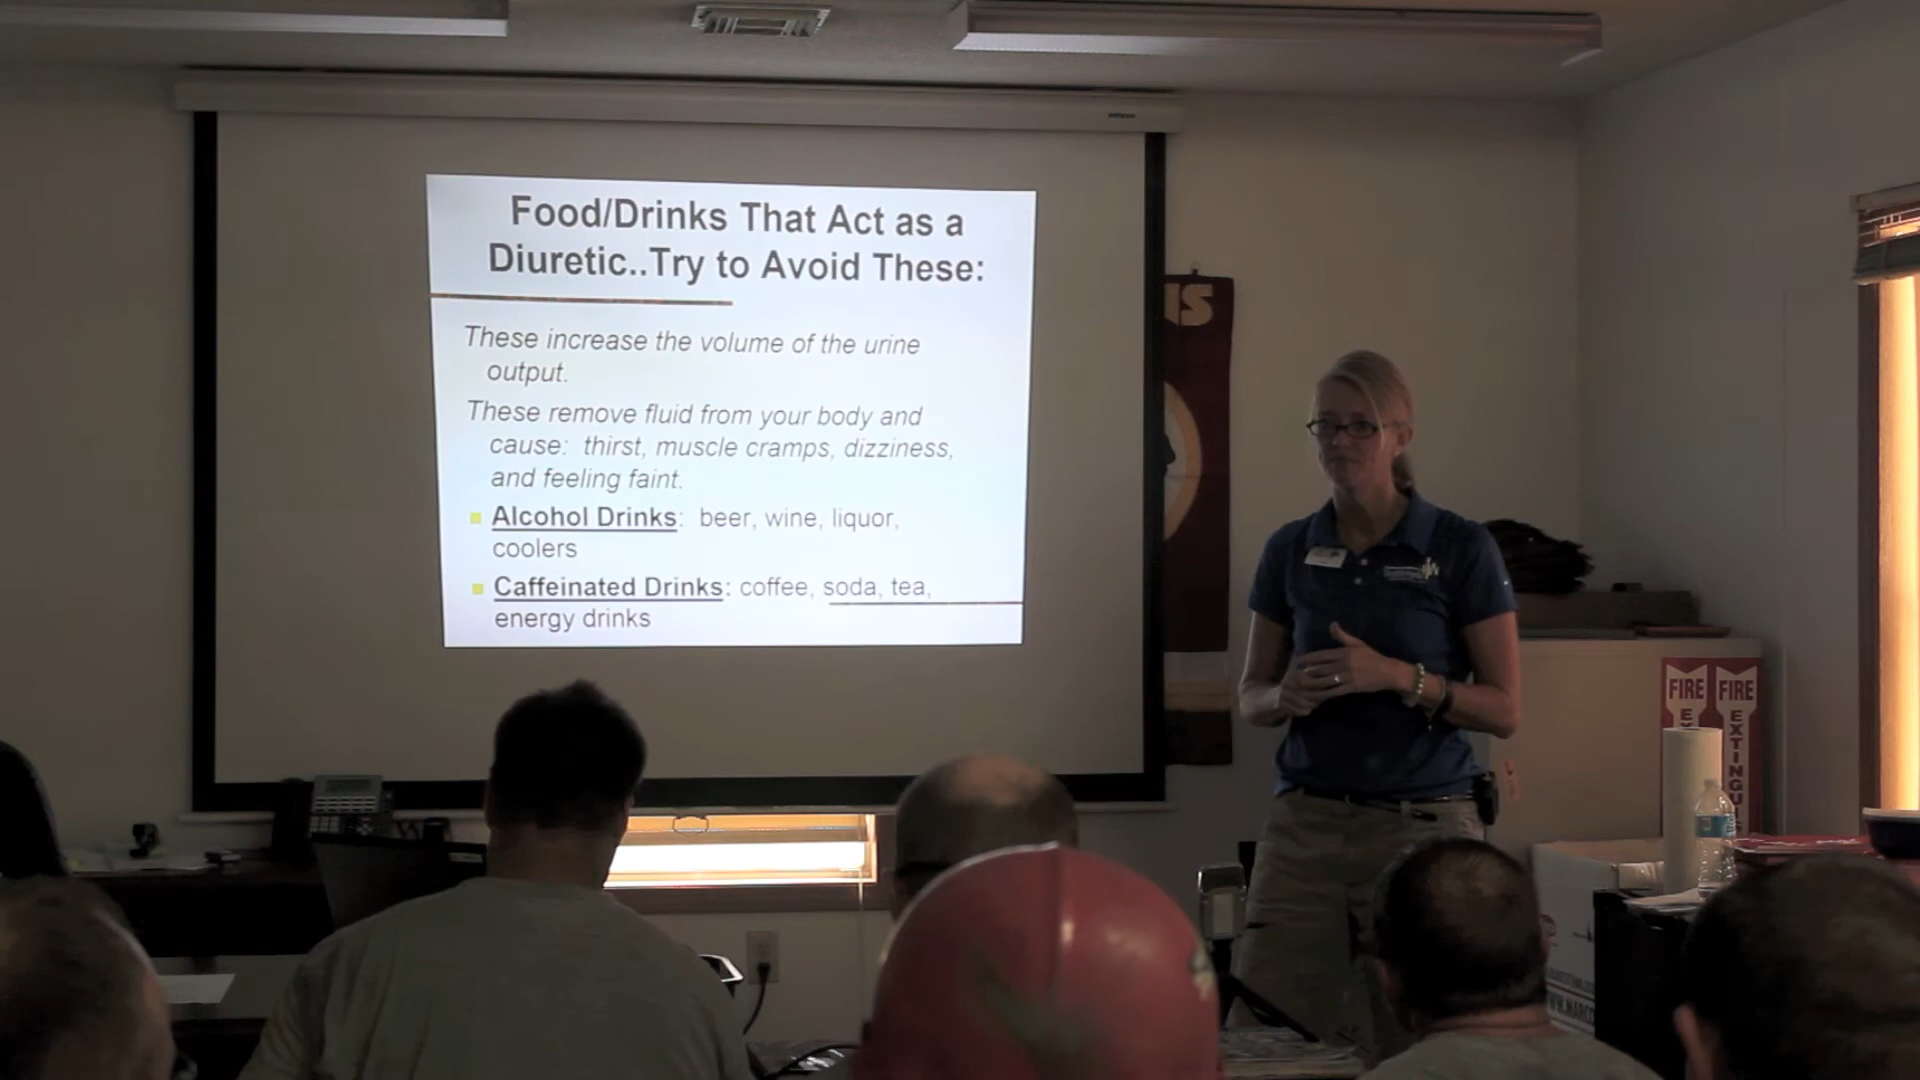 Food/Drinks That Act as a
Diuretic..Try to Avoid These:
These increase the volume of the urine
output.
These remove fluid from your body and
cause: thirst, muscle cramps, dizziness,
and feeling faint.
Alcohol Drinks: beer, wine, liquor,
coolers
Caffeinated Drinks: coffee, soda, tea,
energy drinks
NS
FIRE
FIRE
EXTINGU